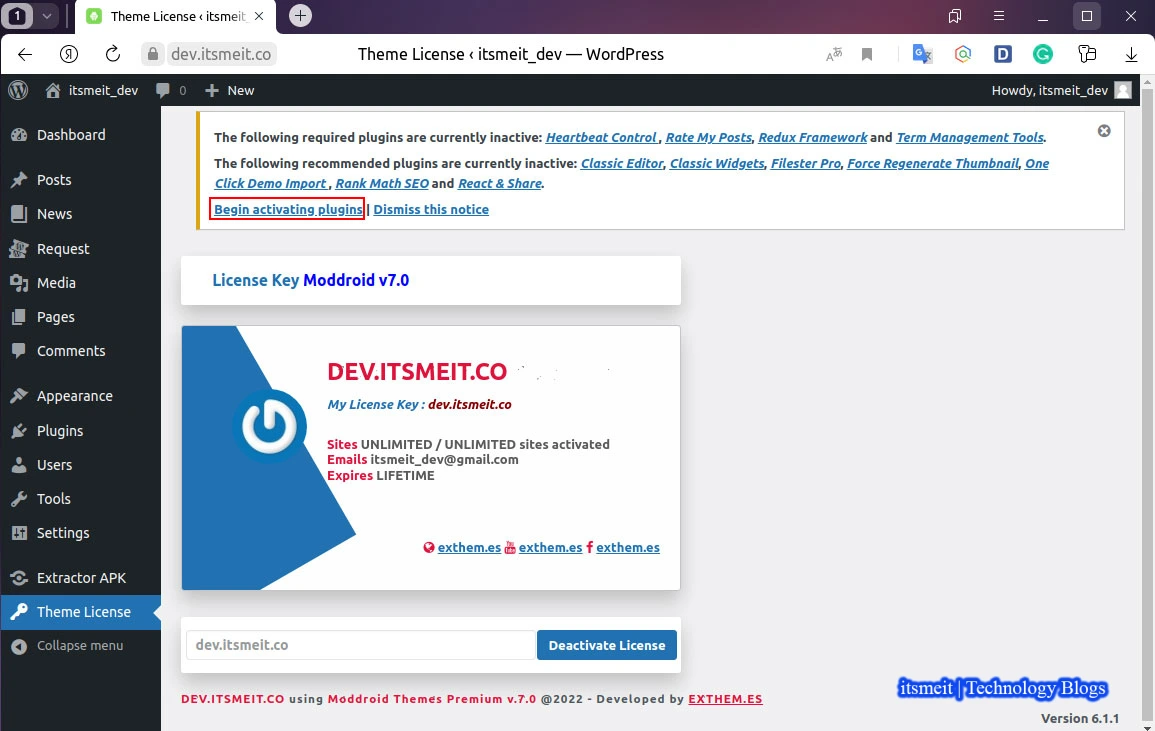 1
Theme License ‹ itsmeit_
dev.itsmeit.co
Theme License ‹ itsmeit_dev — WordPress
itsmeit_dev
0
New
Howdy, itsmeit_dev
Dashboard
Posts
News
Request
Media
Pages
Comments
Appearance
Plugins
Users
Tools
Settings
Extractor APK
Theme License
Collapse menu
The following required plugins are currently inactive: Heartbeat Control , Rate My Posts, Redux Framework and Term Management Tools.
The following recommended plugins are currently inactive: Classic Editor, Classic Widgets, Filester Pro, Force Regenerate Thumbnail, One
Click Demo Import , Rank Math SEO and React & Share.
Begin activating plugins | Dismiss this notice
License Key Moddroid v7.0
DEV.ITSMEIT.CO
My License Key : dev.itsmeit.co
Sites UNLIMITED / UNLIMITED sites activated
Emails itsmeit_dev@gmail.com
Expires LIFETIME
exthem.es exthem.es exthem.es
dev.itsmeit.co
Deactivate License
DEV.ITSMEIT.CO using Moddroid Themes Premium v.7.0 @2022 - Developed by EXTHEM.ES
itsmeit | Technology Blogs
Version 6.1.1